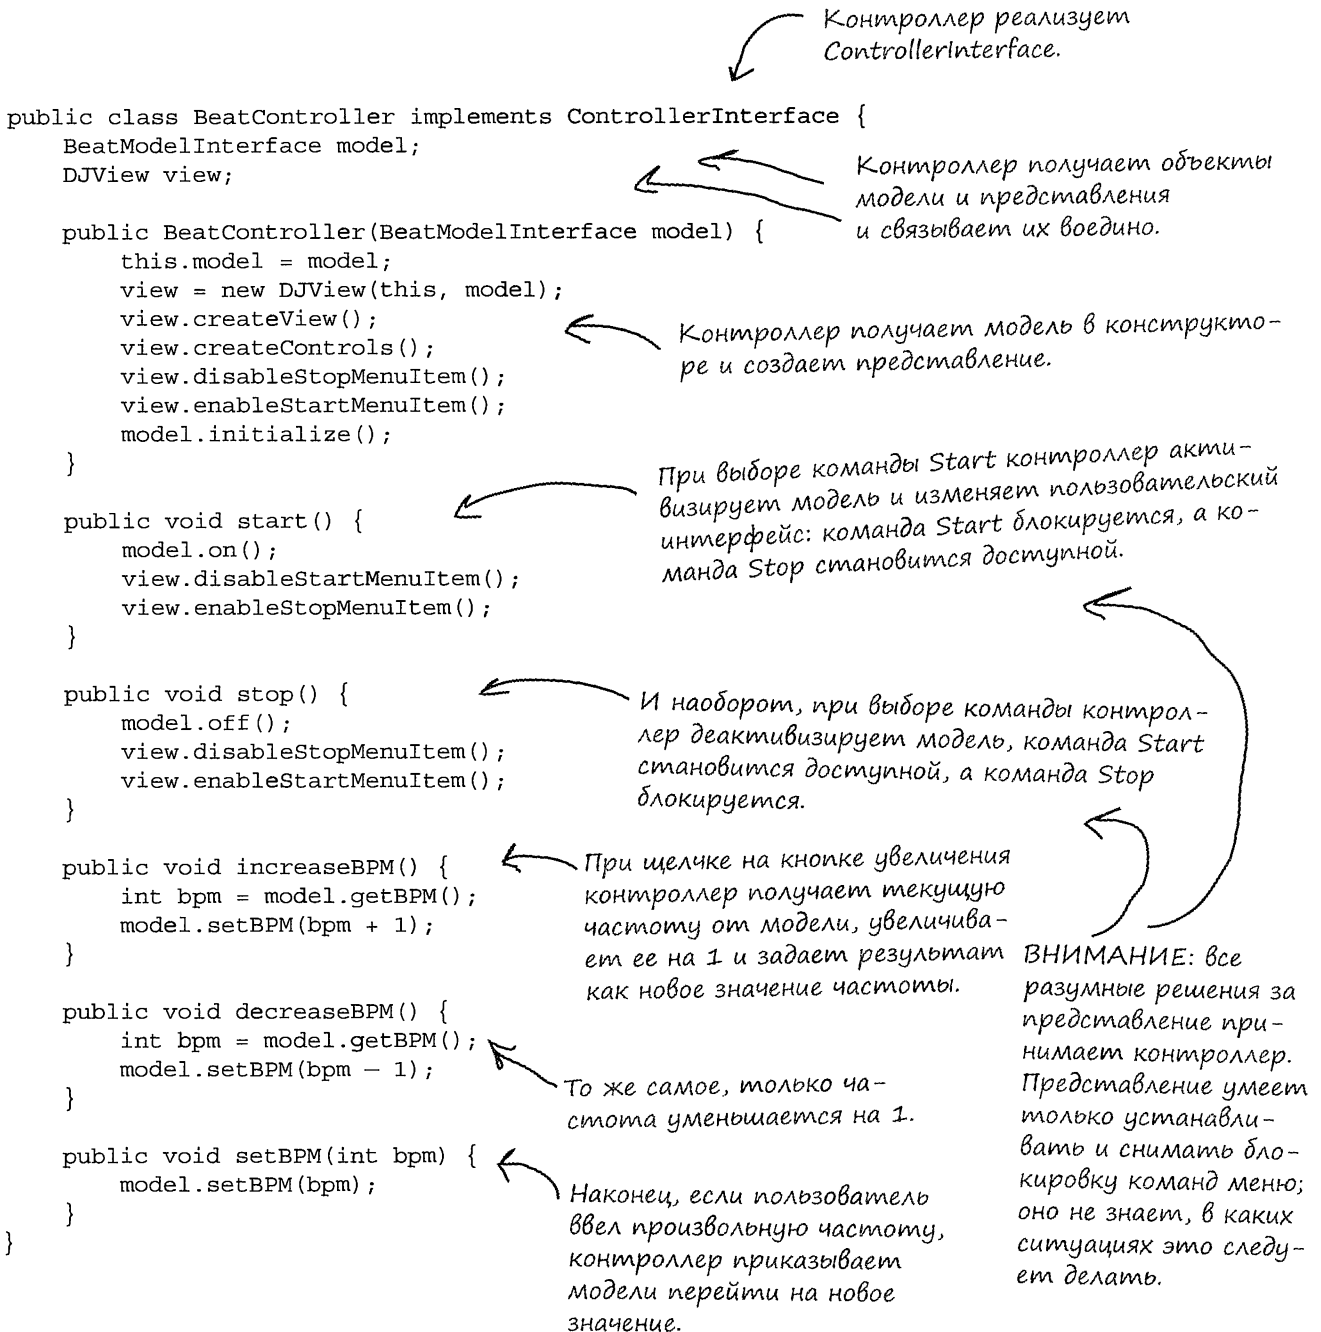 Контроллер реализует
ControllerInterface.
public class BeatController implements ControllerInterface {
BeatModelInterface model;
DJView view;
Контроллер получает объекты
модели и представления
и связывает их воедино.
public BeatController(BeatModelInterface model) {
this.model = model;
view = new DJView(this, model);
view.createView();
view.createControls();
view.disableStopMenuItem();
view.enableStartMenuItem();
model.initialize();
}
Контроллер получает модель в конструкто-
ре и создает представление.
public void start() {
model.on();
view.disableStartMenuItem();
view.enableStopMenuItem();
}
При выборе команды Start контроллер акти-
визирует модель и изменяет пользовательский
интерфейс: команда Start блокируется, а ко-
манда Stop становится доступной.
public void stop() {
model.off();
view.disableStopMenuItem();
view.enableStartMenuItem();
}
И наоборот, при выборе команды контрол-
лер деактивизирует модель, команда Start
становится доступной, а команда Stop
блокируется.
public void increaseBPM() {
int bpm = model.getBPM();
model.setBPM(bpm + 1);
}
При щелчке на кнопке увеличения
контроллер получает текущую
частоту от модели, увеличива-
ет ее на 1 и задает результат
как новое значение частоты.
public void decreaseBPM() {
int bpm = model.getBPM();
model.setBPM(bpm — 1);
}
То же самое, только ча-
стота уменьшается на 1.
public void setBPM(int bpm) {
model.setBPM(bpm);
}
}
Наконец, если пользователь
ввел произвольную частоту,
контроллер приказывает
модели перейти на новое
значение.
ВНИМАНИЕ: все
разумные решения за
представление при-
нимает контроллер.
Представление умеет
только устанавли-
вать и снимать бло-
кировку команд меню;
оно не знает, в каких
ситуациях это следу-
ет делать.